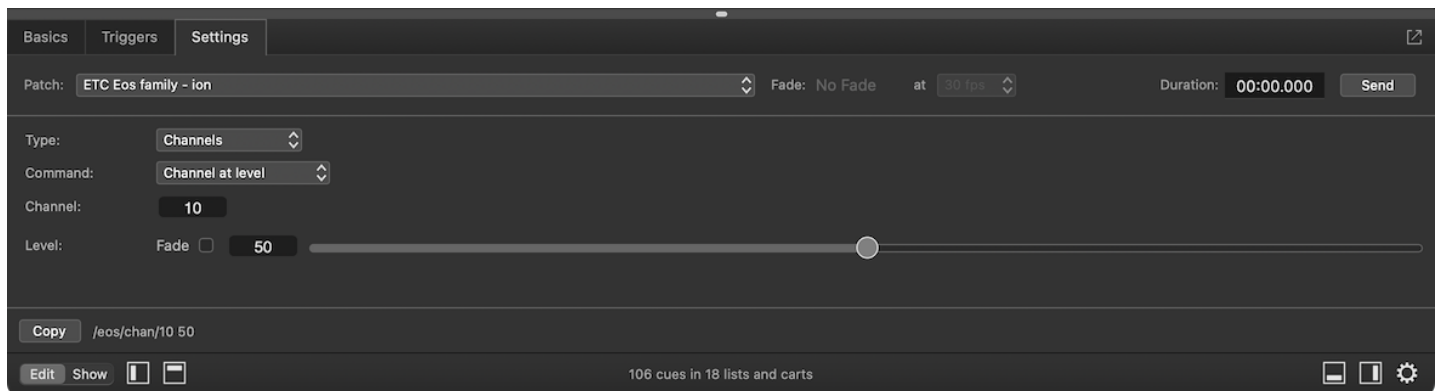 Basics Triggers Settings
Patch: ETC Eos family - ion Fade: No Fade at 30 fps Duration: 00:00.000 Send
Type: Channels
Command: Channel at level
Channel: 10
Level: Fade 50
Copy /eos/chan/10 50
Edit Show 106 cues in 18 lists and carts